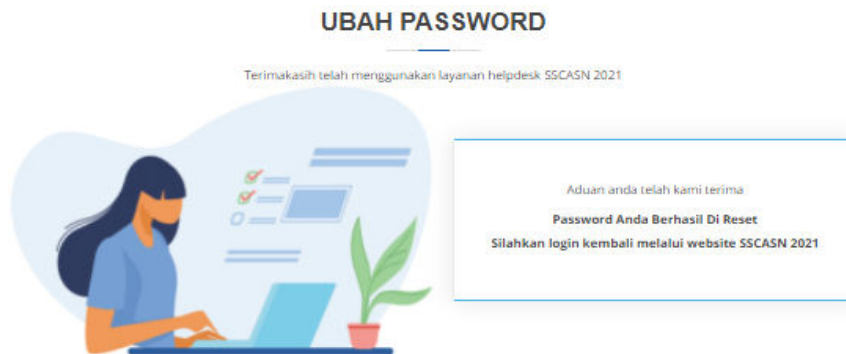 UBAH PASSWORD
Terimakasih telah menggunakan layanan helpdesk SSCASN 2021
Aduan anda telah kami terima
Password Anda Berhasil Di Reset
Silahkan login kembali melalui website SSCASN 2021